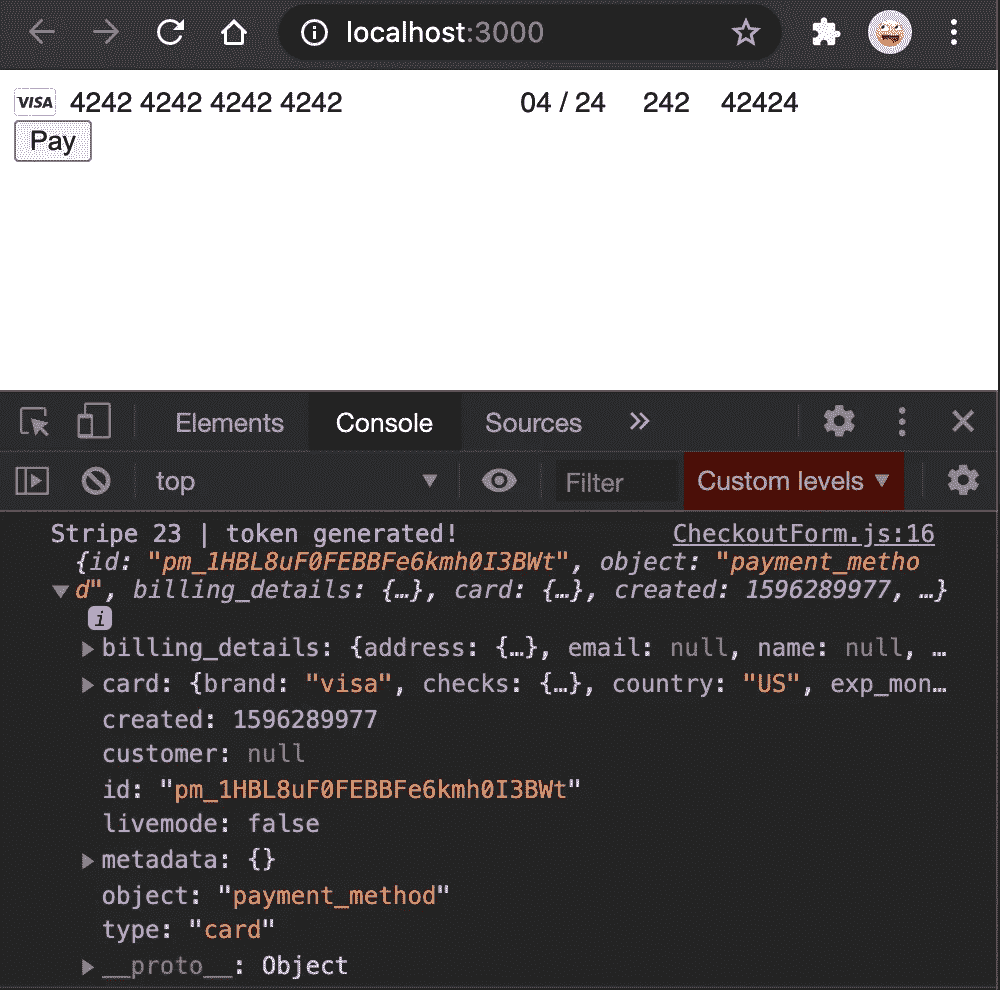 localhost:3000
VISA 4242 4242 4242 4242 04 / 24 242 42424
Pay
Elements Console Sources »
top ▼ Filter Custom levels ▼
Stripe 23 | token generated! CheckoutForm.js:16
{id: "pm_1HBL8uF0FEBBFe6kmh0I3BWt", object: "payment_metho
▼ d", billing_details: {…}, card: {…}, created: 1596289977, …}
i
▶ billing_details: {address: {…}, email: null, name: null, …
▶ card: {brand: "visa", checks: {…}, country: "US", exp_mon…
created: 1596289977
customer: null
id: "pm_1HBL8uF0FEBBFe6kmh0I3BWt"
livemode: false
▶ metadata: {}
object: "payment_method"
type: "card"
▶ __proto__: Object